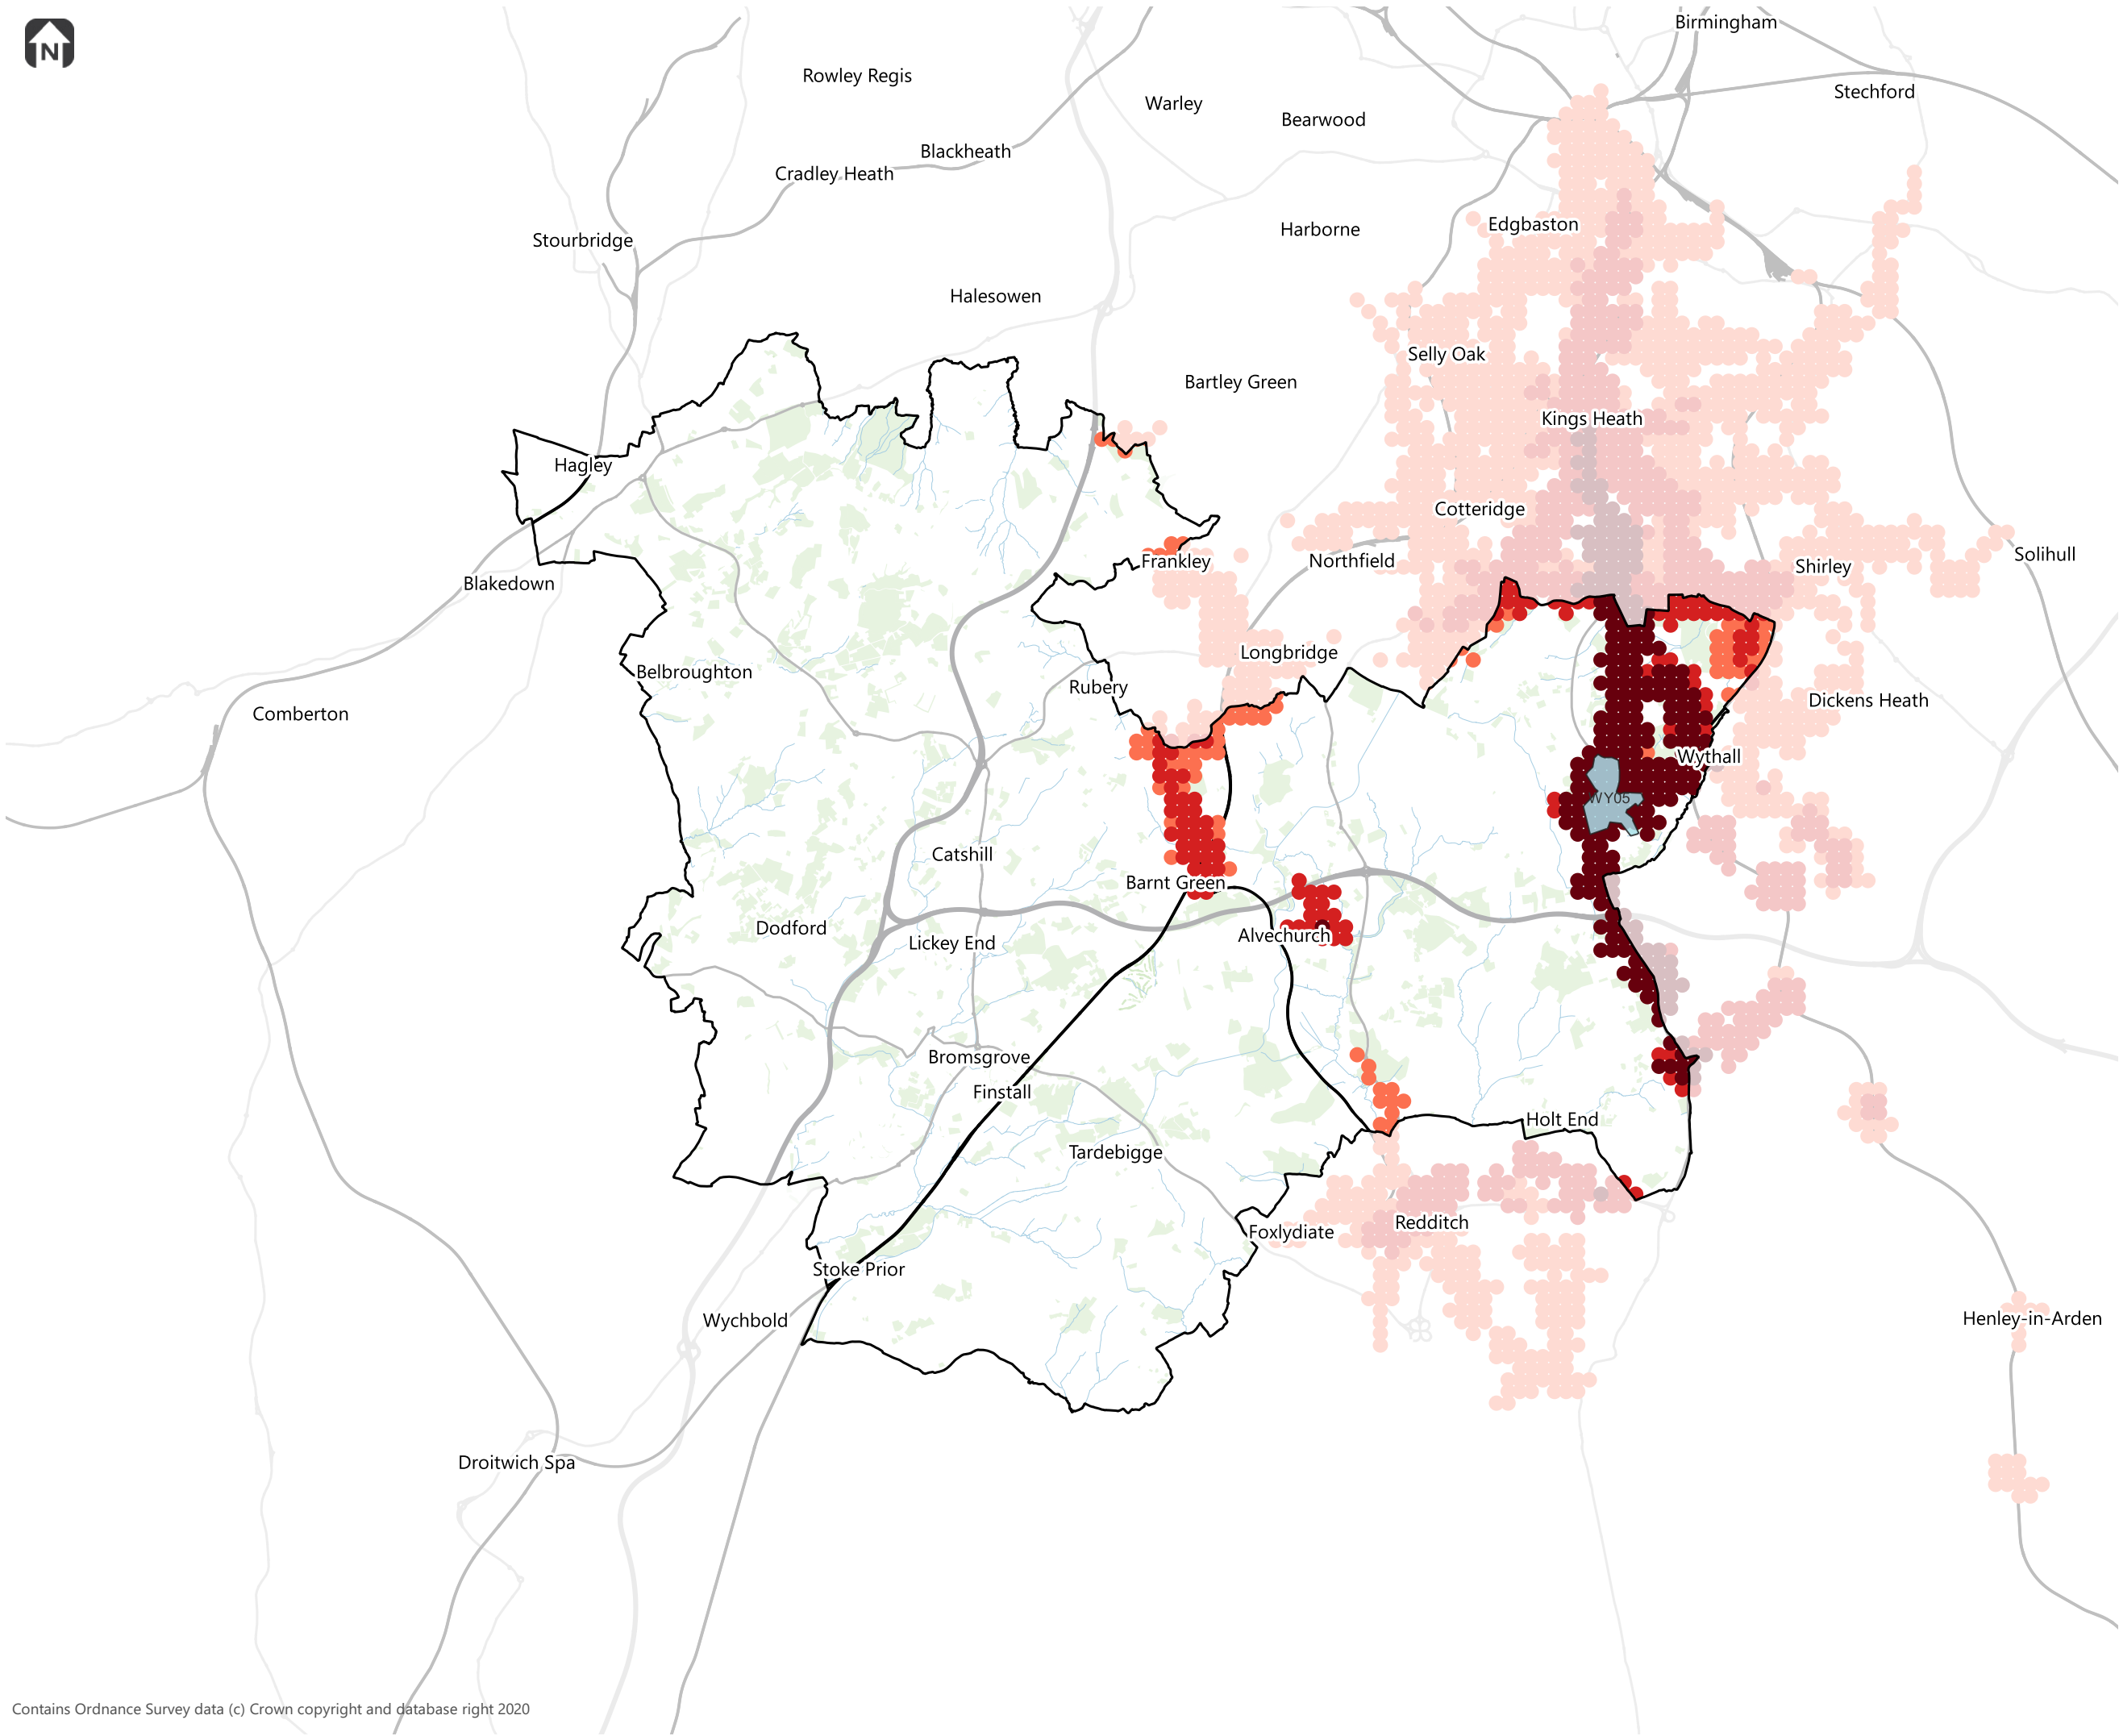 Birmingham
N
Rowley Regis
Stechford
Warley
Bearwood
Blackheath
Cradley Heath
Edgbaston
Harborne
Stourbridge
Halesowen
Selly Oak
Bartley Green
Kings Heath
Hagley
Cotteridge
Solihull
Northfield
Frankley
Shirley
Blakedown
Longbridge
Belbroughton
Rubery
Dickens Heath
Comberton
Wythall
WY05
Catshill
Barnt Green
Dodford
Alvechurch
Lickey End
Bromsgrove
Finstall
Holt End
Tardebigge
Redditch
Foxlydiate
Stoke Prior
Wychbold
Henley-in-Arden
Droitwich Spa
Contains Ordnance Survey data (c) Crown copyright and database right 2020